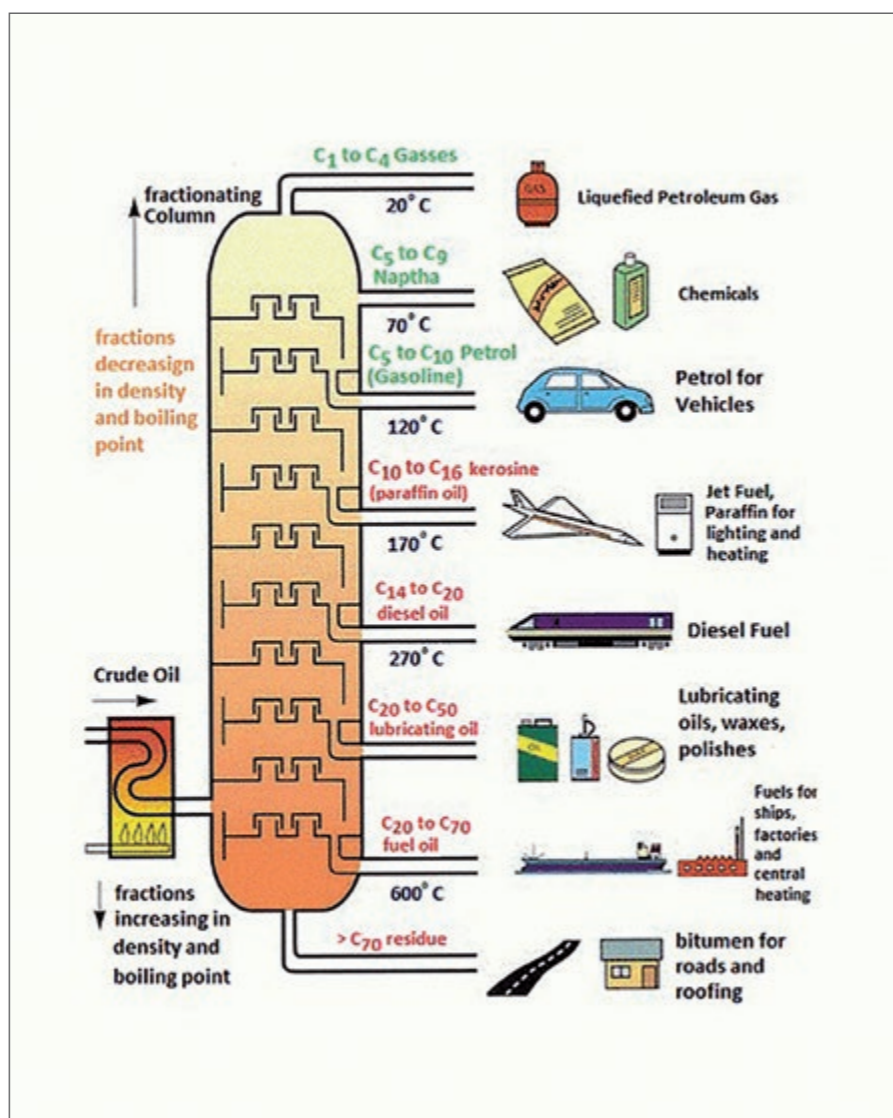 C1 to C4 Gasses
fractionating
Column
20° C
GAS
Liquefied Petroleum Gas
C5 to C9
Naptha
70° C
Chemicals
fractions
decreasign
in density
and boiling
point
C5 to C10 Petrol
(Gasoline)
120° C
Petrol for
Vehicles
C10 to C16 kerosine
(paraffin oil)
170° C
Jet Fuel,
Paraffin for
lighting and
heating
C14 to C20
diesel oil
270° C
Diesel Fuel
Crude Oil
C20 to C50
lubricating oil
Lubricating
oils, waxes,
polishes
C20 to C70
fuel oil
600° C
Fuels for
ships,
factories
and
central
heating
fractions
increasing in
density and
boiling point
> C70 residue
bitumen for
roads and
roofing